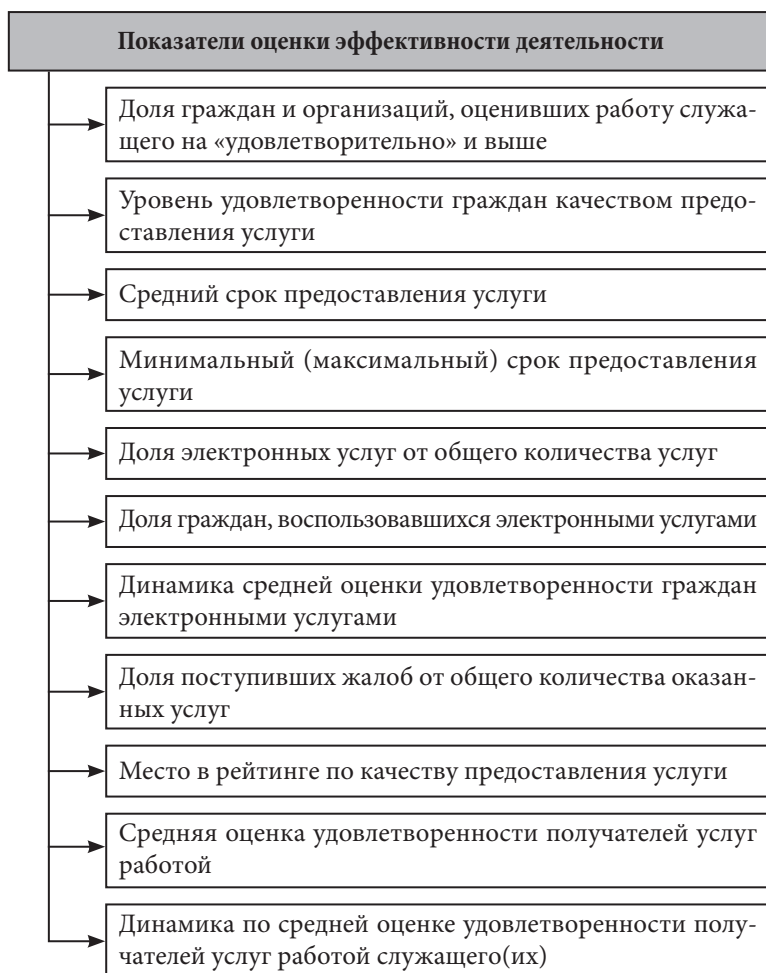 Показатели оценки эффективности деятельности
Доля граждан и организаций, оценивших работу служа-
щего на «удовлетворительно» и выше
Уровень удовлетворенности граждан качеством предо-
ставления услуги
Средний срок предоставления услуги
Минимальный (максимальный) срок предоставления
услуги
Доля электронных услуг от общего количества услуг
Доля граждан, воспользовавшихся электронными услугами
Динамика средней оценки удовлетворенности граждан
электронными услугами
Доля поступивших жалоб от общего количества оказан-
ных услуг
Место в рейтинге по качеству предоставления услуги
Средняя оценка удовлетворенности получателей услуг
работой
Динамика по средней оценке удовлетворенности полу-
чателей услуг работой служащего(их)